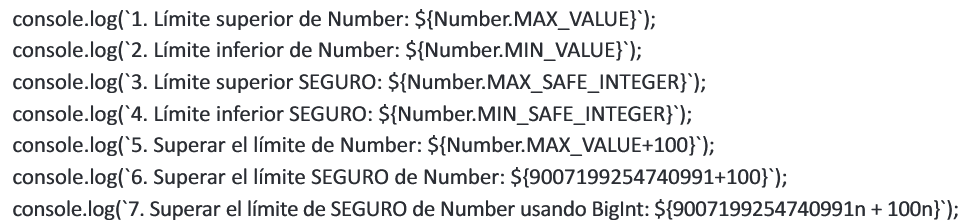 console.log(`1. Límite superior de Number: ${Number.MAX_VALUE}`);
console.log(`2. Límite inferior de Number: ${Number.MIN_VALUE}`);
console.log(`3. Límite superior SEGURO: ${Number.MAX_SAFE_INTEGER}`);
console.log(`4. Límite inferior SEGURO: ${Number.MIN_SAFE_INTEGER}`);
console.log(`5. Superar el límite de Number: ${Number.MAX_VALUE+100}`);
console.log(`6. Superar el límite SEGURO de Number: ${9007199254740991+100}`);
console.log(`7. Superar el límite de SEGURO de Number usando BigInt: ${9007199254740991n + 100n}`);